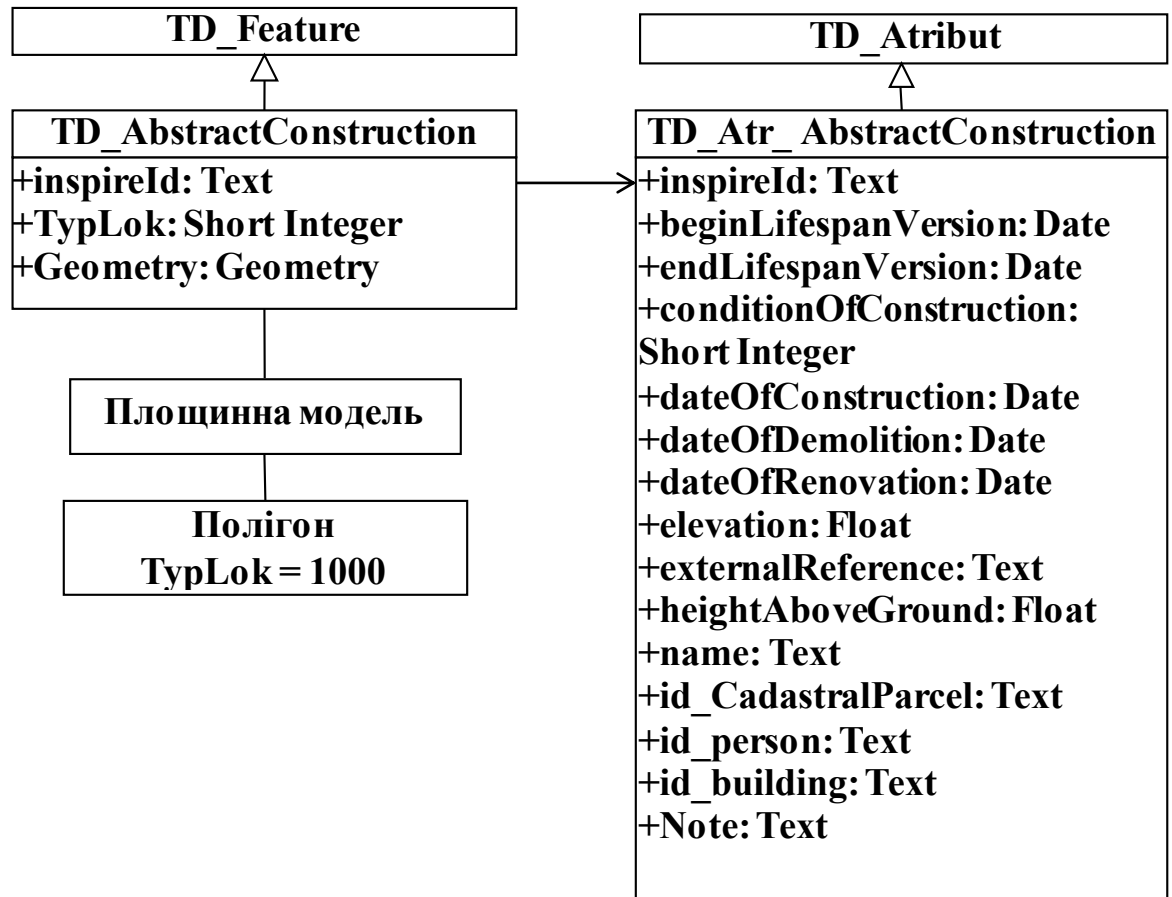 TD_Feature
TD_AbstractConstruction
+inspireId: Text
+TypLok: Short Integer
+Geometry: Geometry
Площинна модель
Полігон
TypLok = 1000
TD_Atribut
TD_Atr_ AbstractConstruction
+inspireId: Text
+beginLifespanVersion: Date
+endLifespanVersion: Date
+conditionOfConstruction:
Short Integer
+dateOfConstruction: Date
+dateOfDemolition: Date
+dateOfRenovation: Date
+elevation: Float
+externalReference: Text
+heightAboveGround: Float
+name: Text
+id_CadastralParcel: Text
+id_person: Text
+id_building: Text
+Note: Text